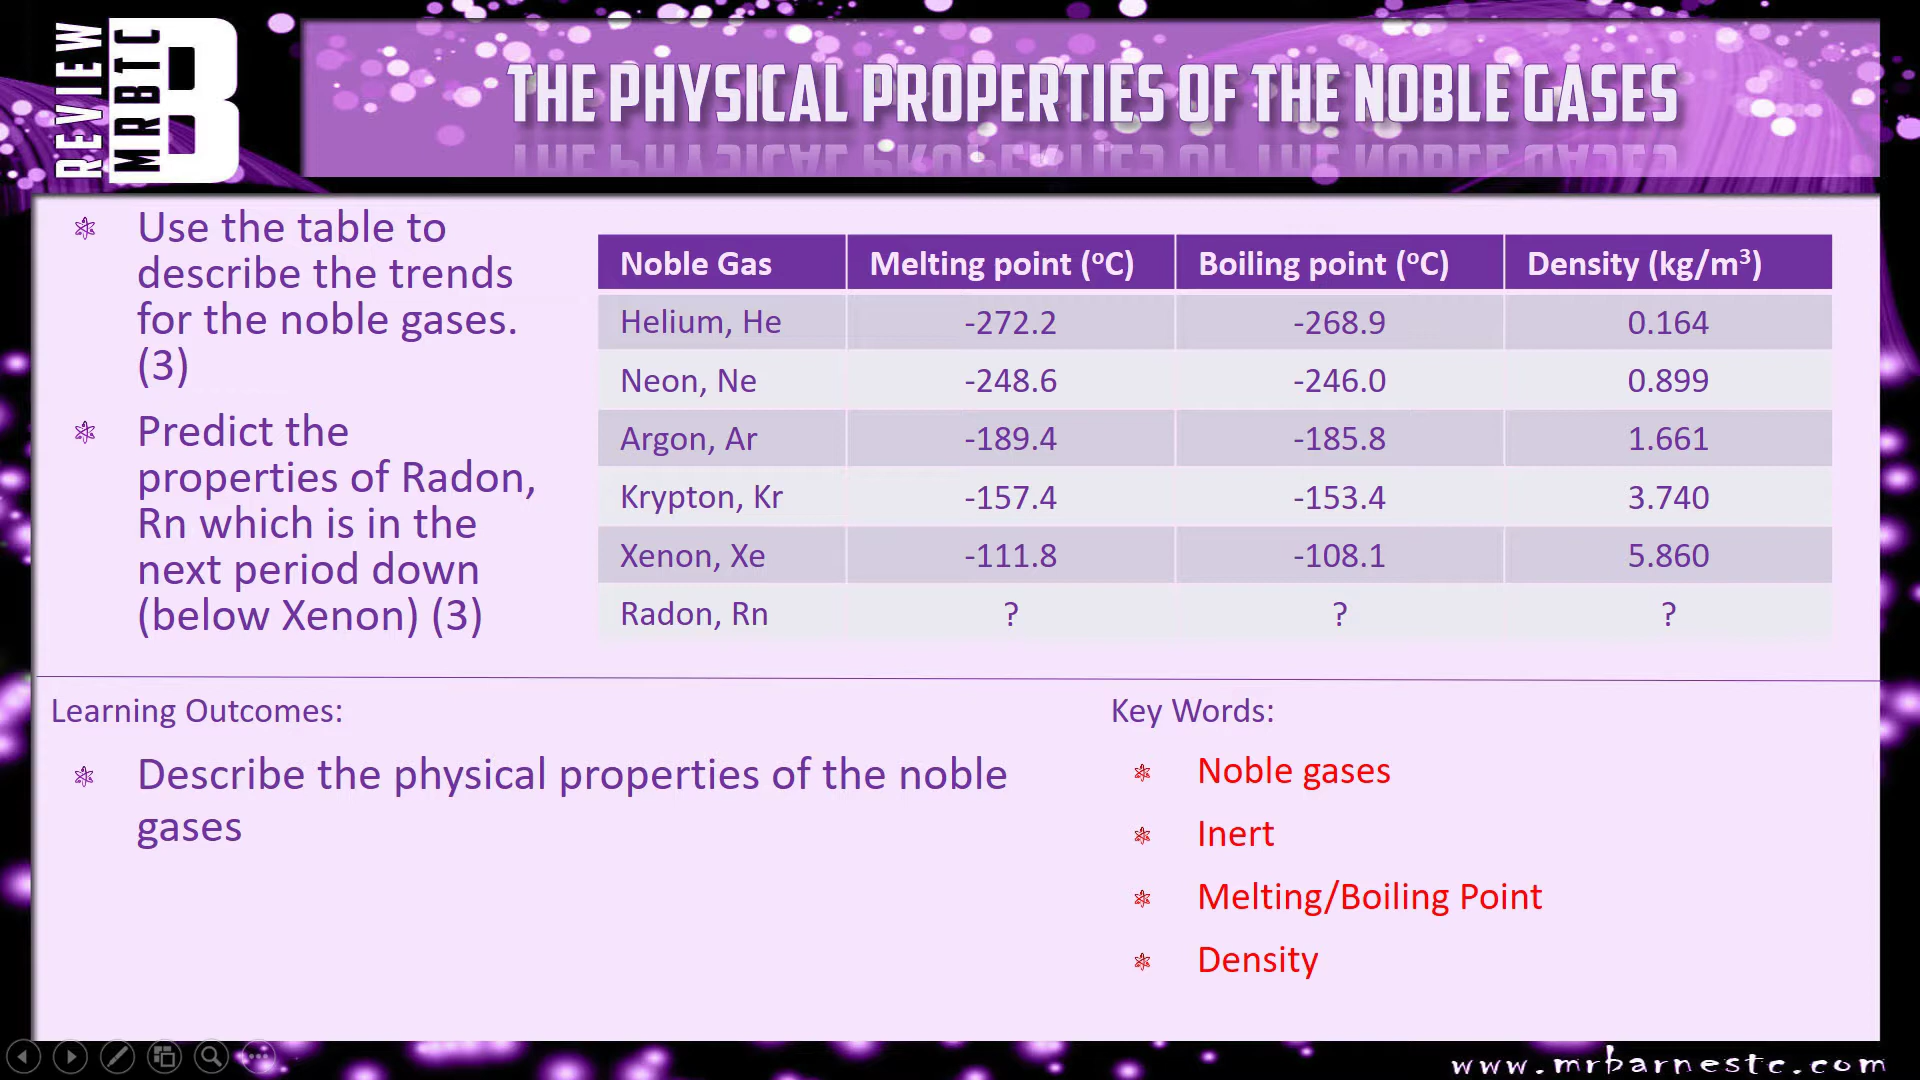 REVIEW
MRBTC
B
THE PHYSICAL PROPERTIES OF THE NOBLE GASES
Use the table to
describe the trends
for the noble gases.
(3)
Predict the
properties of Radon,
Rn which is in the
next period down
(below Xenon) (3)
Noble Gas Melting point (°C) Boiling point (°C) Density (kg/m³)
Helium, He -272.2 -268.9 0.164
Neon, Ne -248.6 -246.0 0.899
Argon, Ar -189.4 -185.8 1.661
Krypton, Kr -157.4 -153.4 3.740
Xenon, Xe -111.8 -108.1 5.860
Radon, Rn ? ? ?
Learning Outcomes:
Describe the physical properties of the noble
gases
Key Words:
Noble gases
Inert
Melting/Boiling Point
Density
www.mrbarnestc.com